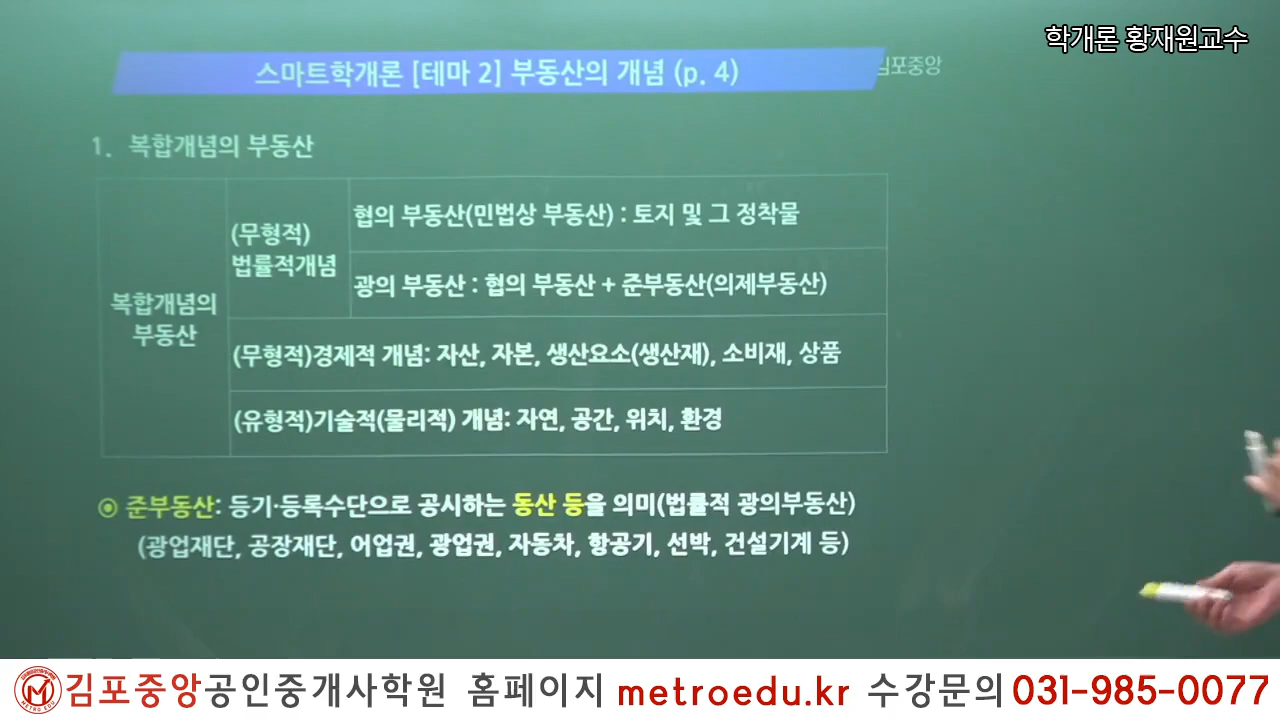 학개론 황재원교수
스마트학개론 [테마 2] 부동산의 개념 (p. 4)
김포중앙
1. 복합개념의 부동산
복합개념의
부동산
(무형적)
법률적개념
협의 부동산(민법상 부동산) : 토지 및 그 정착물
광의 부동산 : 협의 부동산 + 준부동산(의제부동산)
(무형적)경제적 개념: 자산, 자본, 생산요소(생산재), 소비재, 상품
(유형적)기술적(물리적) 개념: 자연, 공간, 위치, 환경
◉ 준부동산: 등기·등록수단으로 공시하는 동산 등을 의미(법률적 광의부동산)
(광업재단, 공장재단, 어업권, 광업권, 자동차, 항공기, 선박, 건설기계 등)
METRO EDU
김포중앙공인중개사학원 홈페이지 metroedu.kr 수강문의 031-985-0077